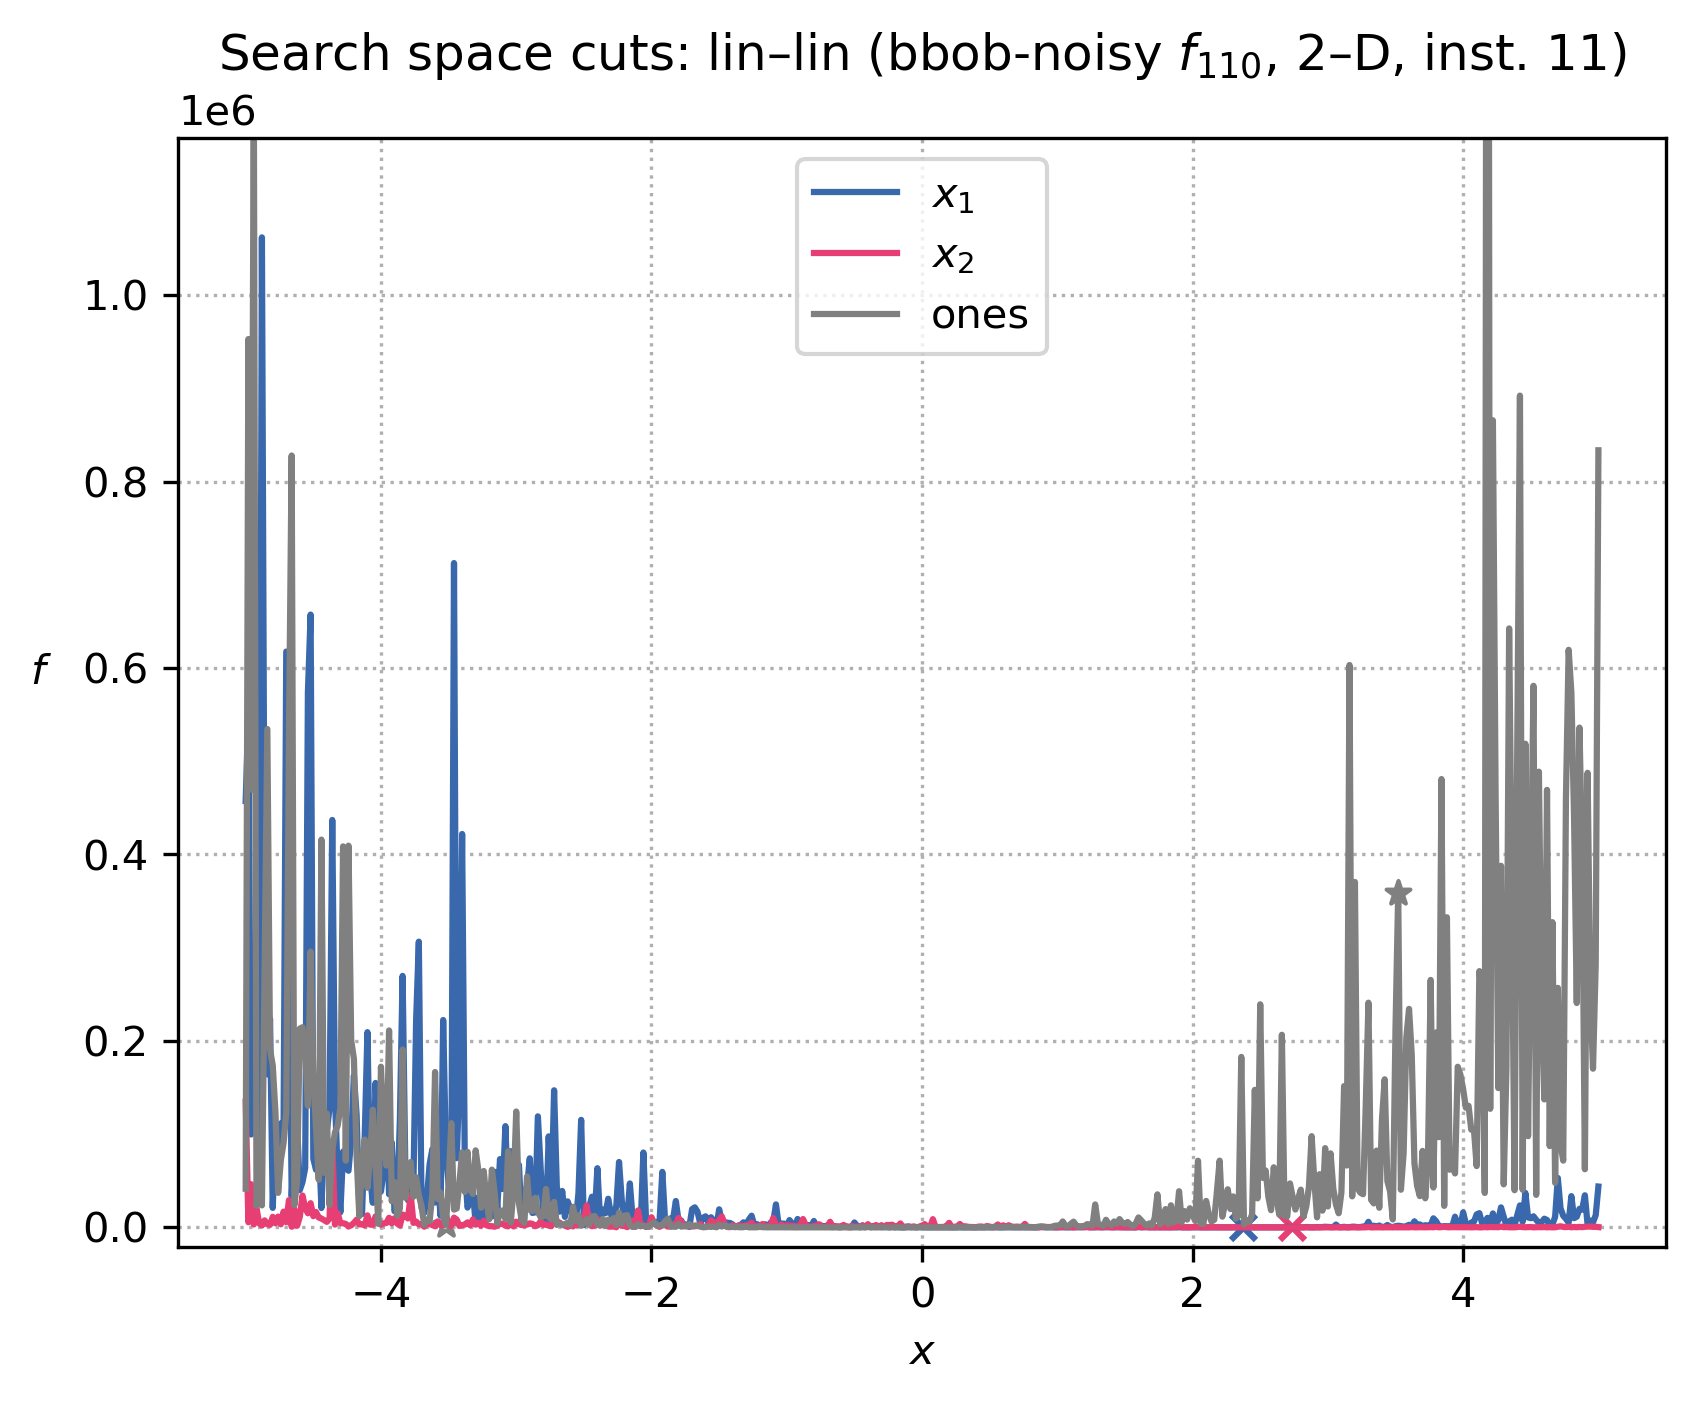 Search space cuts: lin–lin (bbob-noisy f₁₁₀, 2–D, inst. 11)
1e6
x₁
x₂
ones
1.0
0.8
0.6
0.4
0.2
0.0
f
−4
−2
0
2
4
x